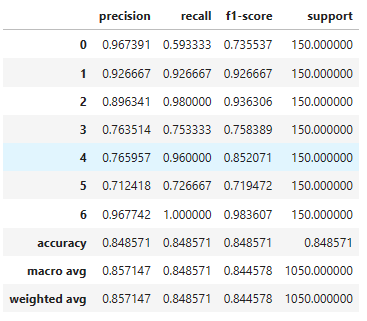 precision recall f1-score support
0 0.967391 0.593333 0.735537 150.000000
1 0.926667 0.926667 0.926667 150.000000
2 0.896341 0.980000 0.936306 150.000000
3 0.763514 0.753333 0.758389 150.000000
4 0.765957 0.960000 0.852071 150.000000
5 0.712418 0.726667 0.719472 150.000000
6 0.967742 1.000000 0.983607 150.000000
accuracy 0.848571 0.848571 0.848571 0.848571
macro avg 0.857147 0.848571 0.844578 1050.000000
weighted avg 0.857147 0.848571 0.844578 1050.000000